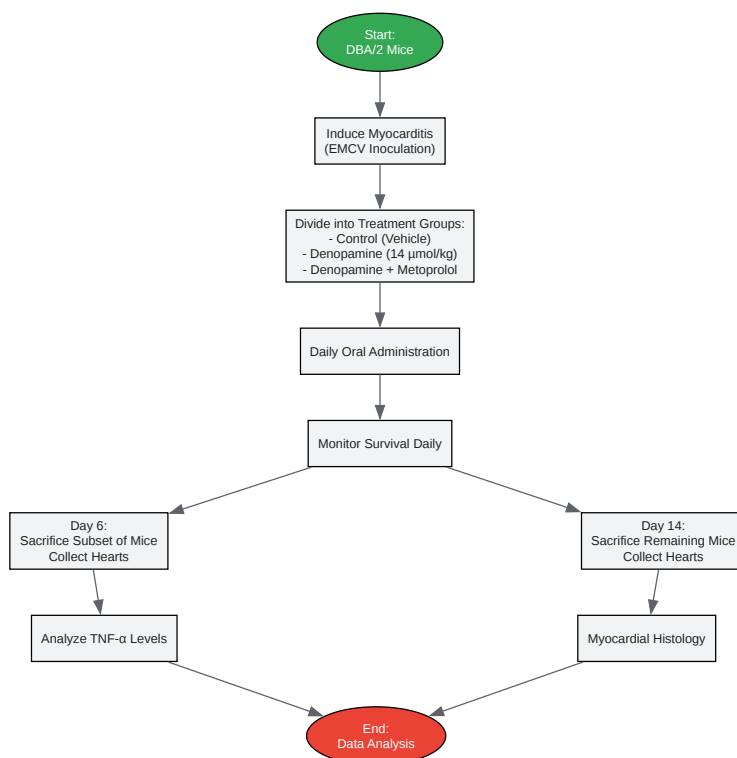 Start:
DBA/2 Mice
Induce Myocarditis
(EMCV Inoculation)
Divide into Treatment Groups:
- Control (Vehicle)
- Denopamine (14 µmol/kg)
- Denopamine + Metoprolol
Daily Oral Administration
Monitor Survival Daily
Day 6:
Sacrifice Subset of Mice
Collect Hearts
Day 14:
Sacrifice Remaining Mice
Collect Hearts
Analyze TNF-α Levels
Myocardial Histology
End:
Data Analysis